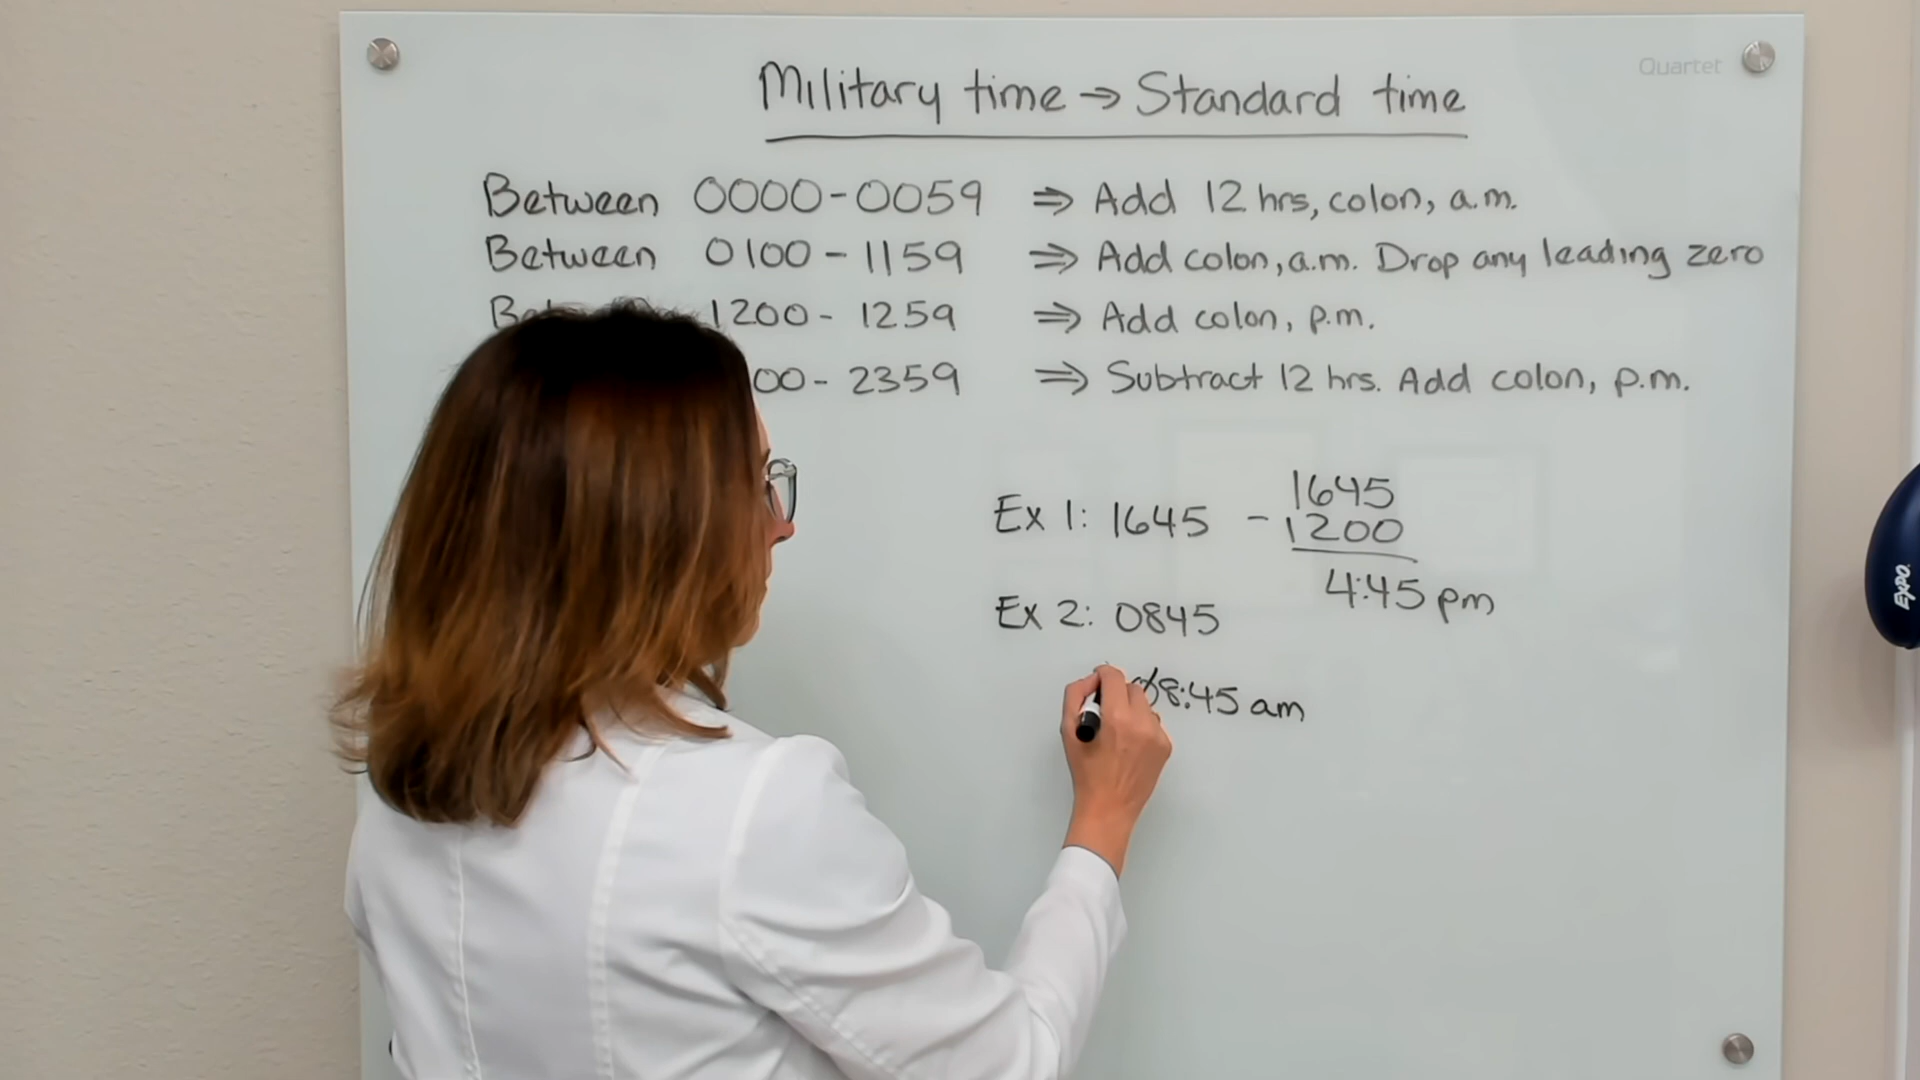 Quartet
Military time → Standard time
Between 0000-0059 ⇒ Add 12 hrs, colon, a.m.
Between 0100-1159 ⇒ Add colon, a.m. Drop any leading zero
1200-1259 ⇒ Add colon, p.m.
00-2359 ⇒ Subtract 12 hrs. Add colon, p.m.
1645
Ex 1: 1645 - 1200
4:45 pm
Ex 2: 0845
08:45 am
EXPO